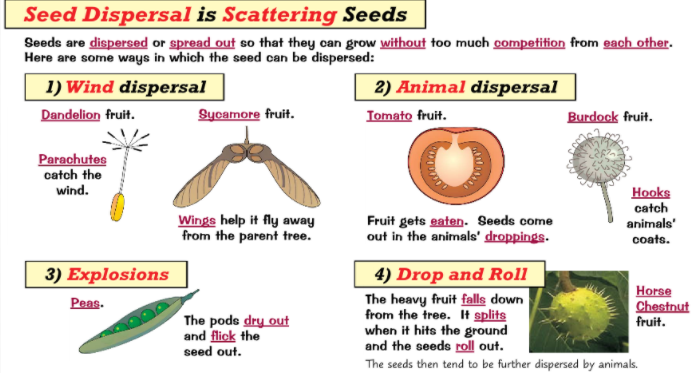 Seed Dispersal is Scattering Seeds
Seeds are dispersed or spread out so that they can grow without too much competition from each other.
Here are some ways in which the seed can be dispersed:
1) Wind dispersal
Dandelion fruit.
Parachutes
catch the
wind.
Sycamore fruit.
Wings help it fly away
from the parent tree.
2) Animal dispersal
Tomato fruit.
Fruit gets eaten. Seeds come
out in the animals' droppings.
Burdock fruit.
Hooks
catch
animals'
coats.
3) Explosions
Peas.
The pods dry out
and flick the
seed out.
4) Drop and Roll
The heavy fruit falls down
from the tree. It splits
when it hits the ground
and the seeds roll out.
Horse
Chestnut
fruit.
The seeds then tend to be further dispersed by animals.